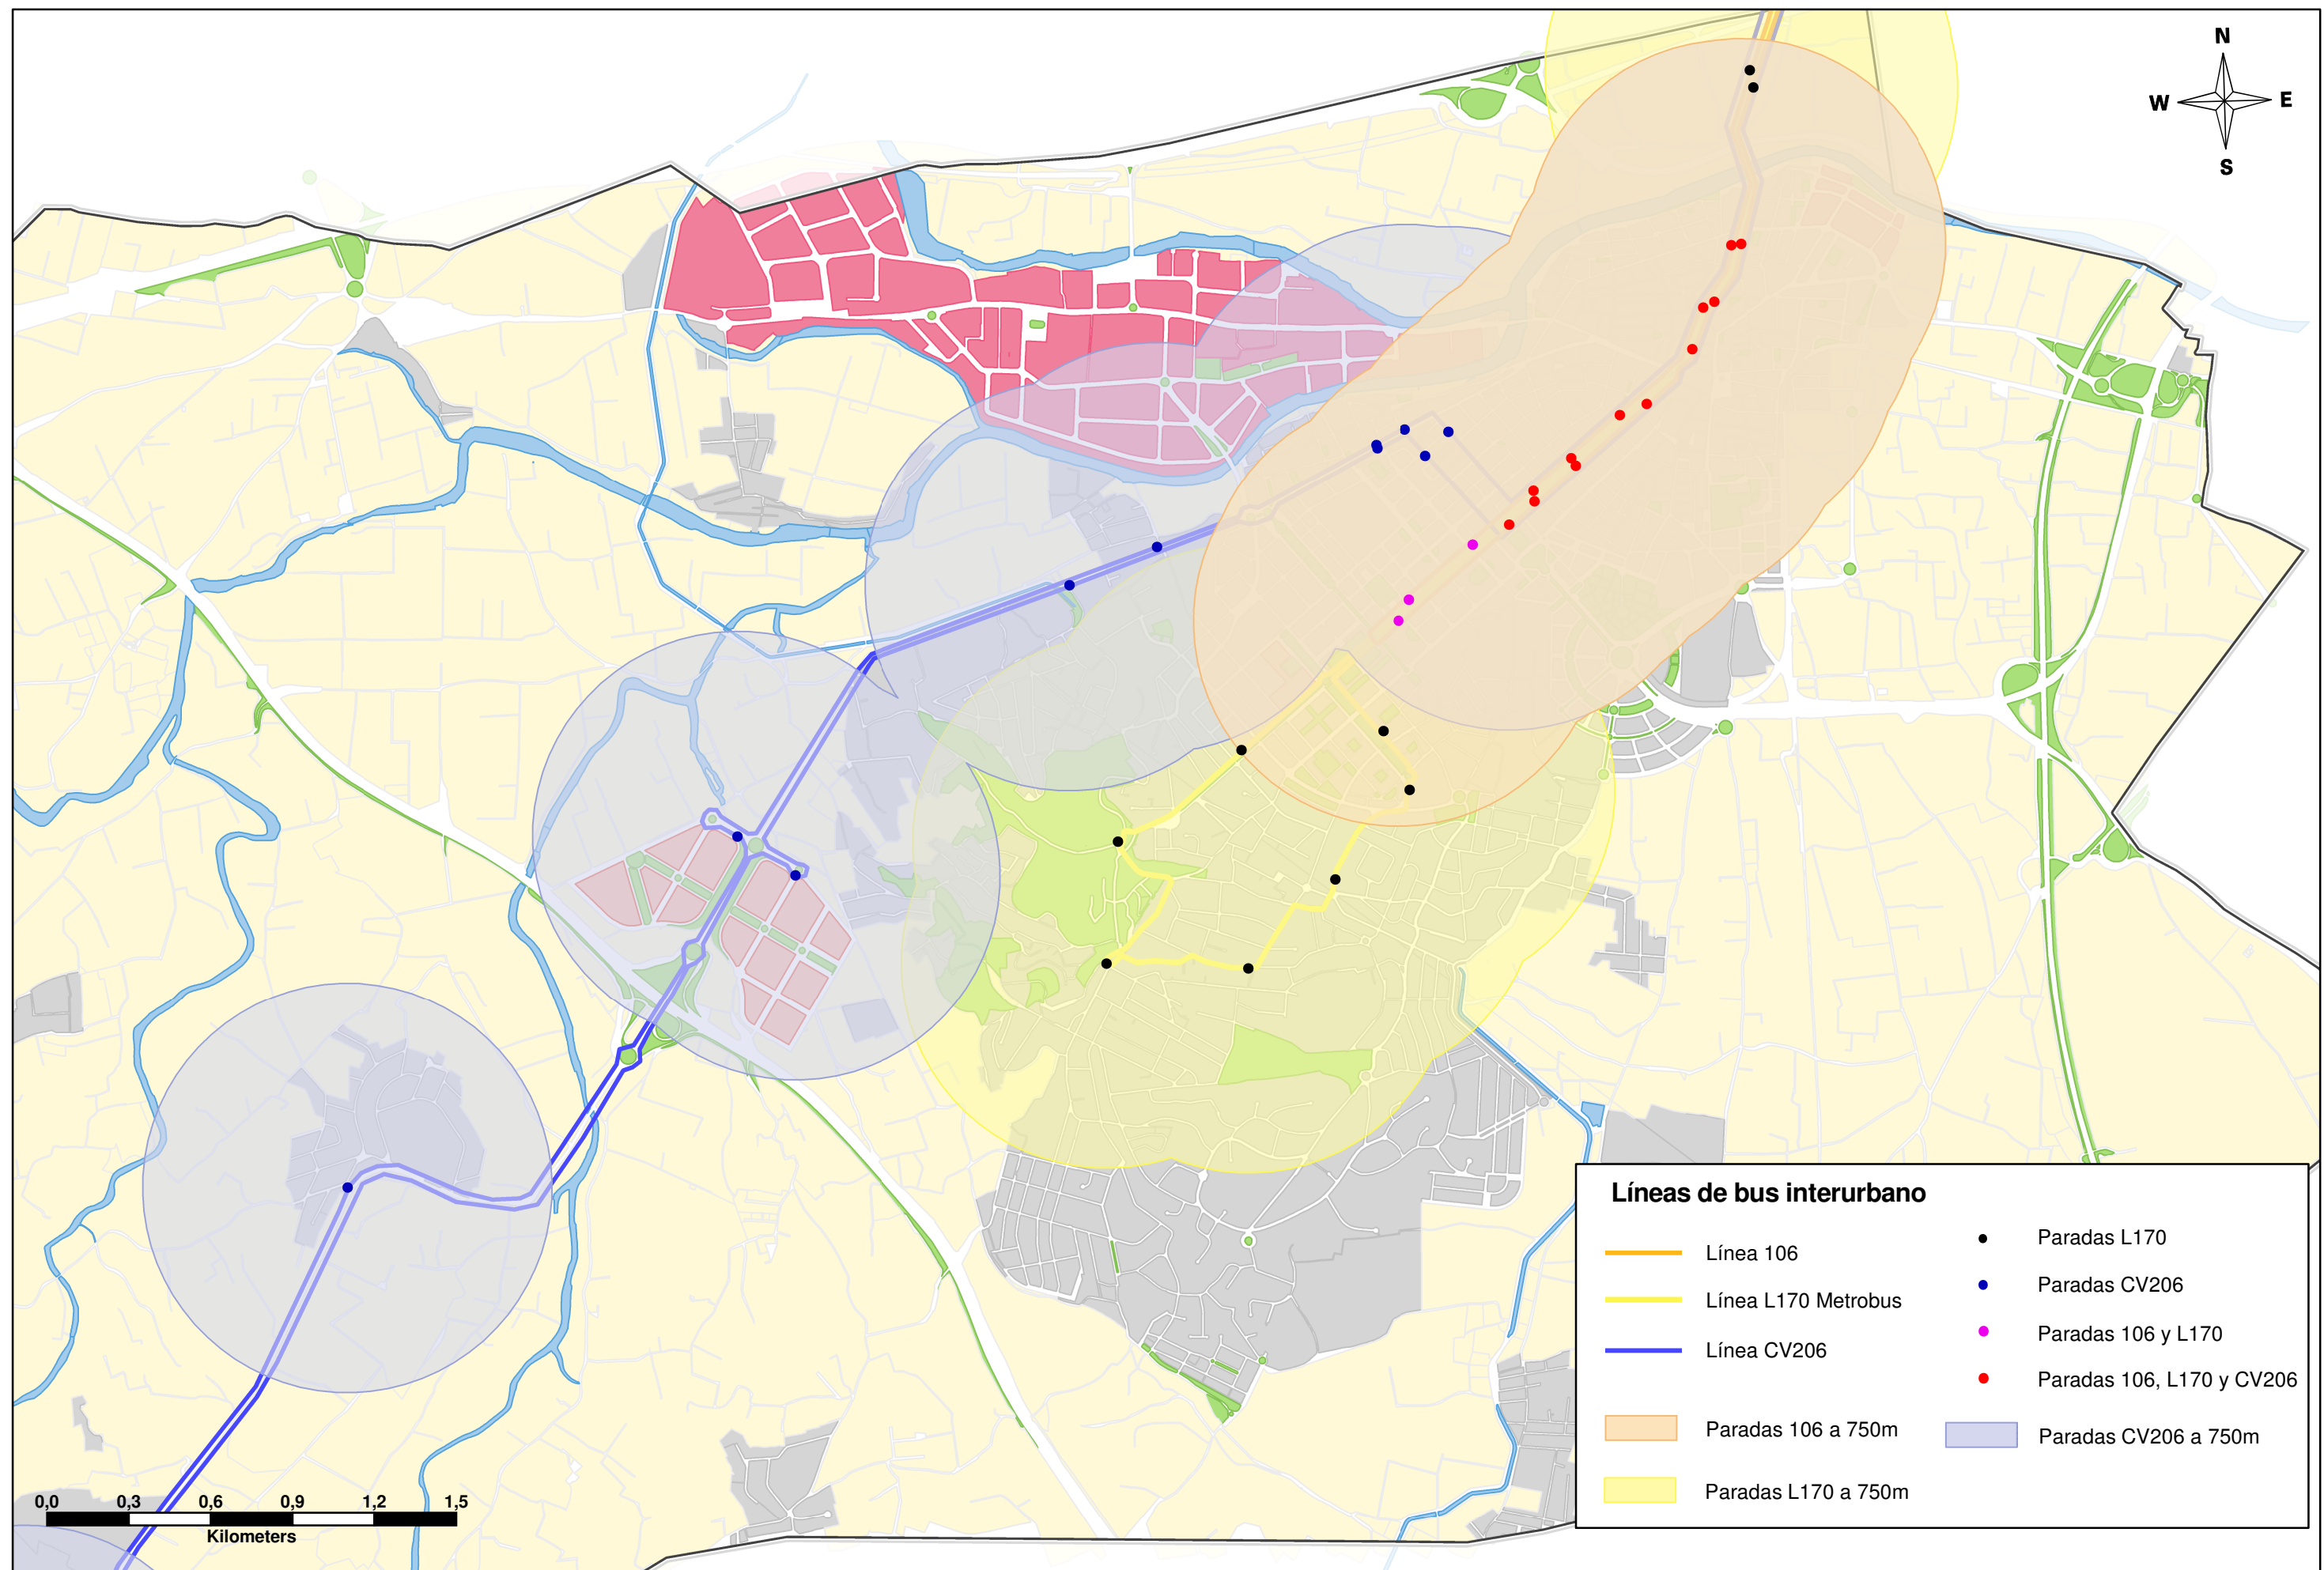 N
W E
S
Líneas de bus interurbano
Línea 106
Línea L170 Metrobus
Línea CV206
Paradas 106 a 750m
Paradas L170 a 750m
Paradas L170
Paradas CV206
Paradas 106 y L170
Paradas 106, L170 y CV206
Paradas CV206 a 750m
0,0 0,3 0,6 0,9 1,2 1,5
Kilometers